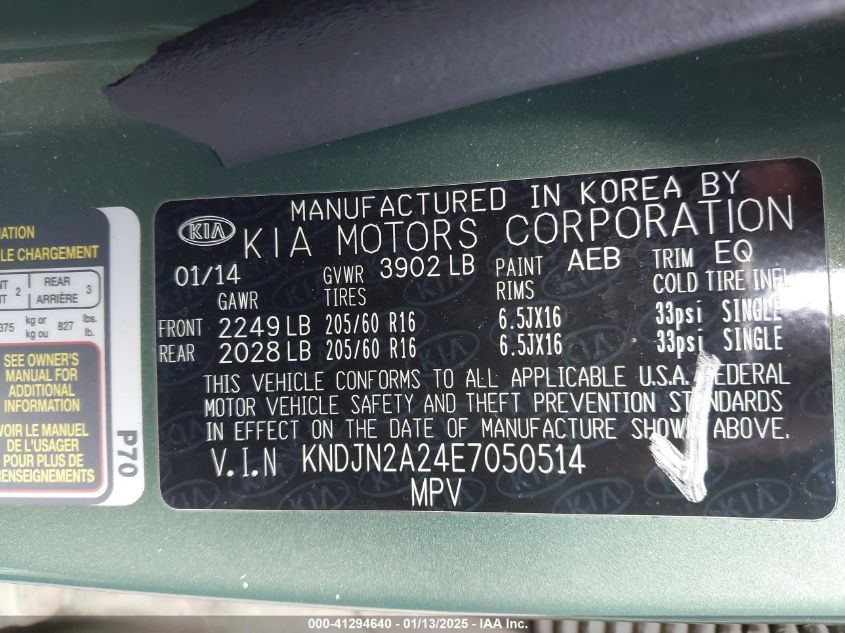 MANUFACTURED IN KOREA BY
KIA KIA MOTORS CORPORATION
01/14 GVWR 3902 LB PAINT AEB TRIM EQ
GAWR TIRES RIMS COLD TIRE INFL
FRONT 2249 LB 205/60 R16 6.5JX16 33psi SINGLE
REAR 2028 LB 205/60 R16 6.5JX16 33psi SINGLE
THIS VEHICLE CONFORMS TO ALL APPLICABLE U.S.A. FEDERAL
MOTOR VEHICLE SAFETY AND THEFT PREVENTION STANDARDS
IN EFFECT ON THE DATE OF MANUFACTURE SHOWN ABOVE.
V.I.N KNDJN2A24E7050514
MPV
CHARGEMENT
2 REAR 3
ARRIÈRE
375 kg or 827 lbs.
kg ou lb.
SEE OWNER'S
MANUAL FOR
ADDITIONAL
INFORMATION
VOIR LE MANUEL
DE L'USAGER
POUR PLUS DE
RENSEIGNEMENTS
P70
000-41294640 - 01/13/2025 - IAA Inc.